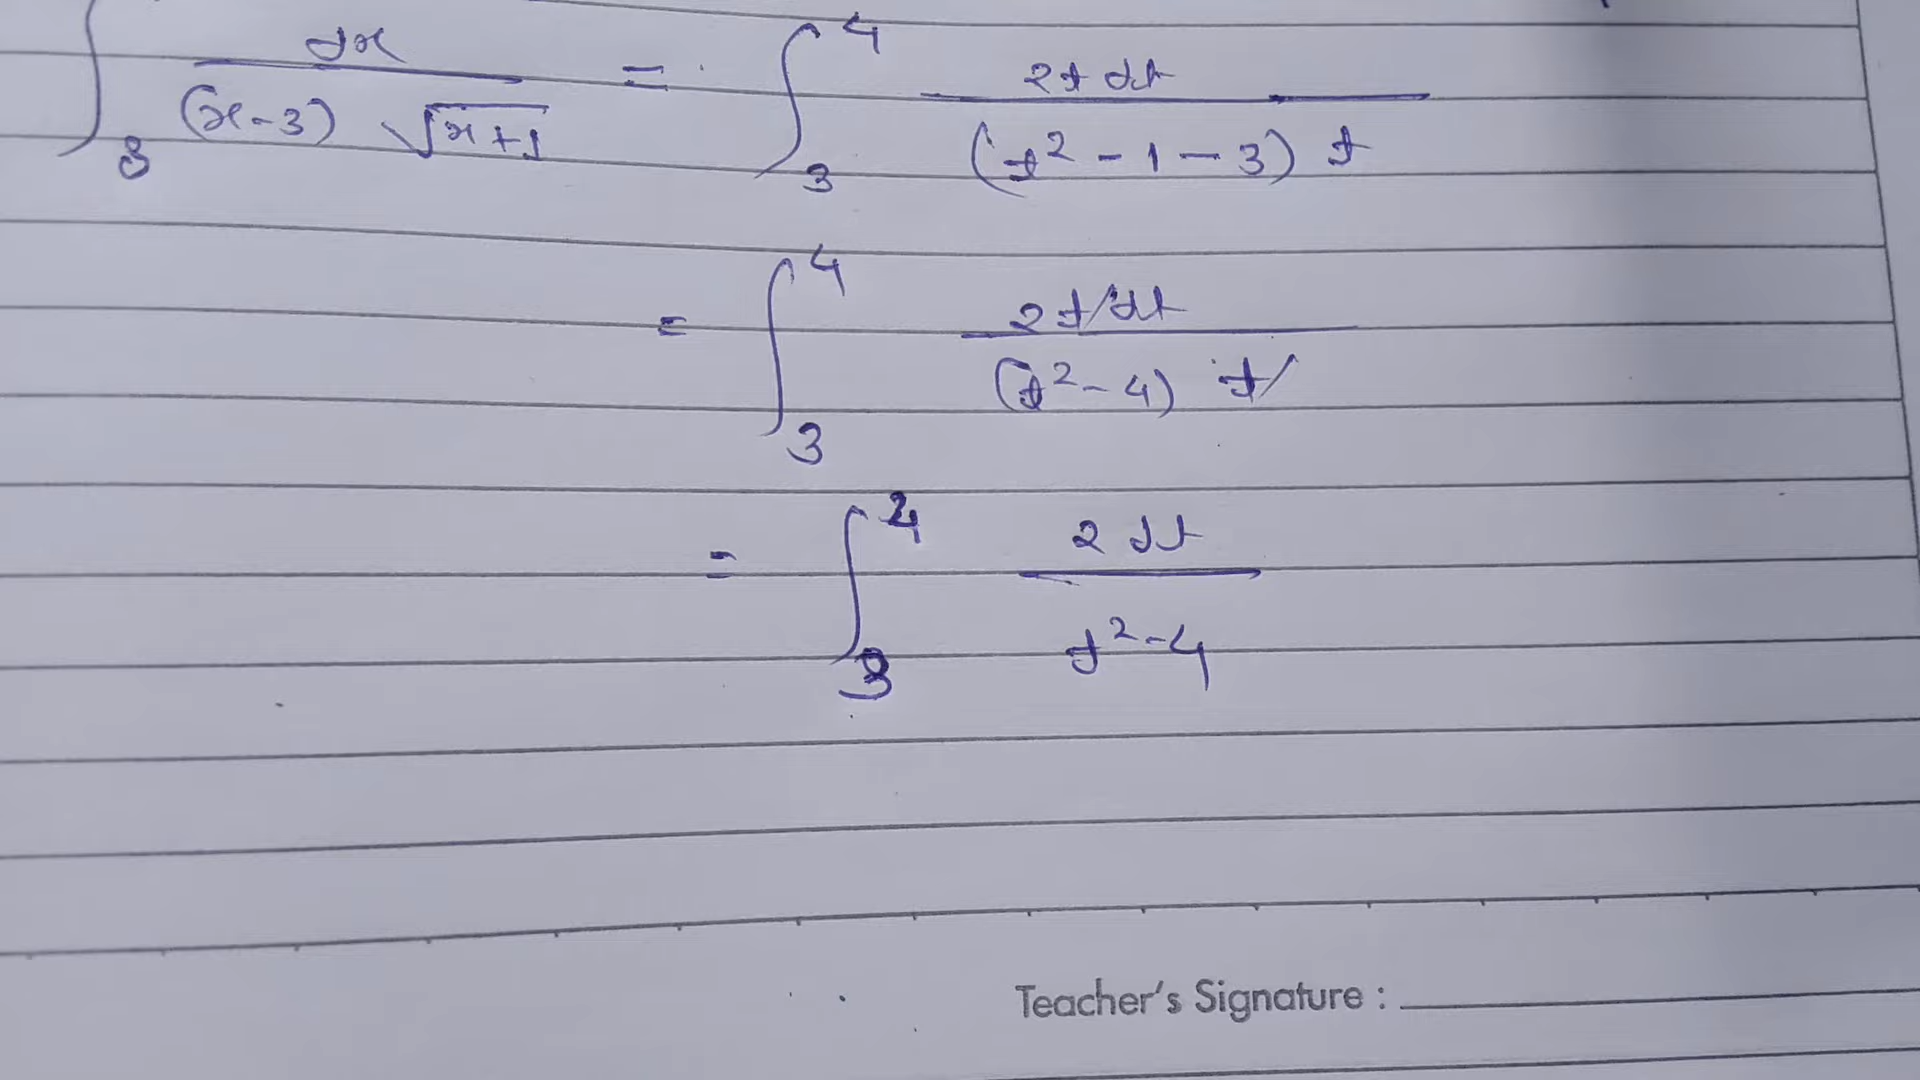 ∫₃ dx / ((x-3) √(x+1)) = ∫₃⁴ 2t dt / ((t² - 1 - 3) t)
= ∫₃⁴ 2t dt / ((t² - 4) t)
= ∫ 2 dt / (t² - 4)
Teacher's Signature :